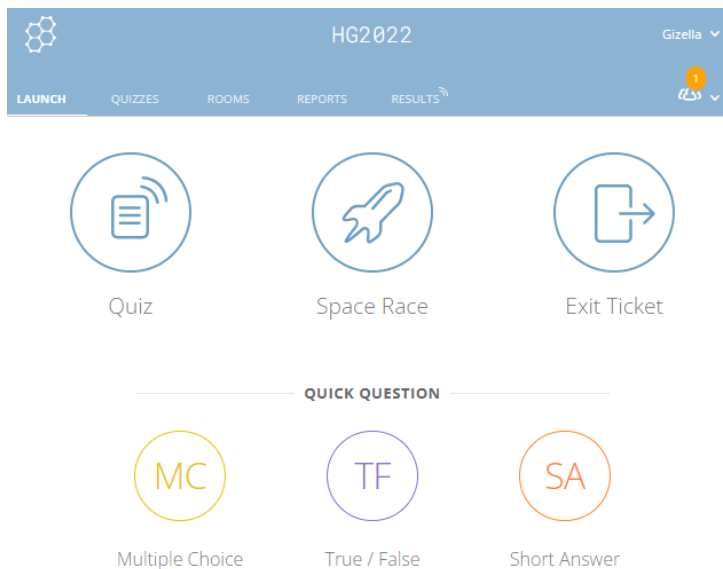 HG2022
Gizella
1
LAUNCH QUIZZES ROOMS REPORTS RESULTS
Quiz Space Race Exit Ticket
QUICK QUESTION
MC TF SA
Multiple Choice True / False Short Answer